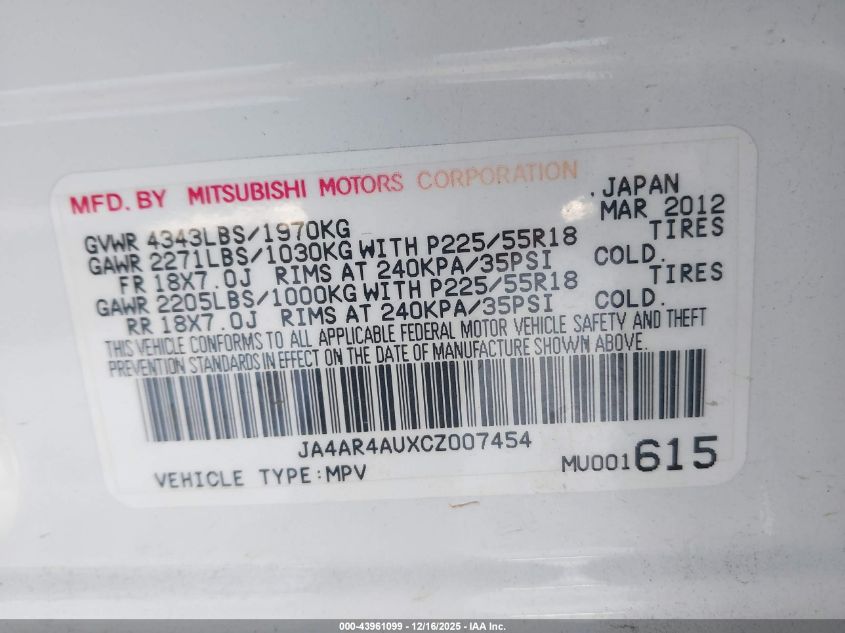 MFD. BY MITSUBISHI MOTORS CORPORATION . JAPAN
MAR 2012
GVWR 4343LBS/1970KG
GAWR 2271LBS/1030KG WITH P225/55R18 TIRES
FR 18X7.0J RIMS AT 240KPA/35PSI COLD.
GAWR 2205LBS/1000KG WITH P225/55R18 TIRES
RR 18X7.0J RIMS AT 240KPA/35PSI COLD.
THIS VEHICLE CONFORMS TO ALL APPLICABLE FEDERAL MOTOR VEHICLE SAFETY AND THEFT
PREVENTION STANDARDS IN EFFECT ON THE DATE OF MANUFACTURE SHOWN ABOVE.
JA4AR4AUXCZ007454
VEHICLE TYPE:MPV MU001615
000-43961099 - 12/16/2025 - IAA Inc.